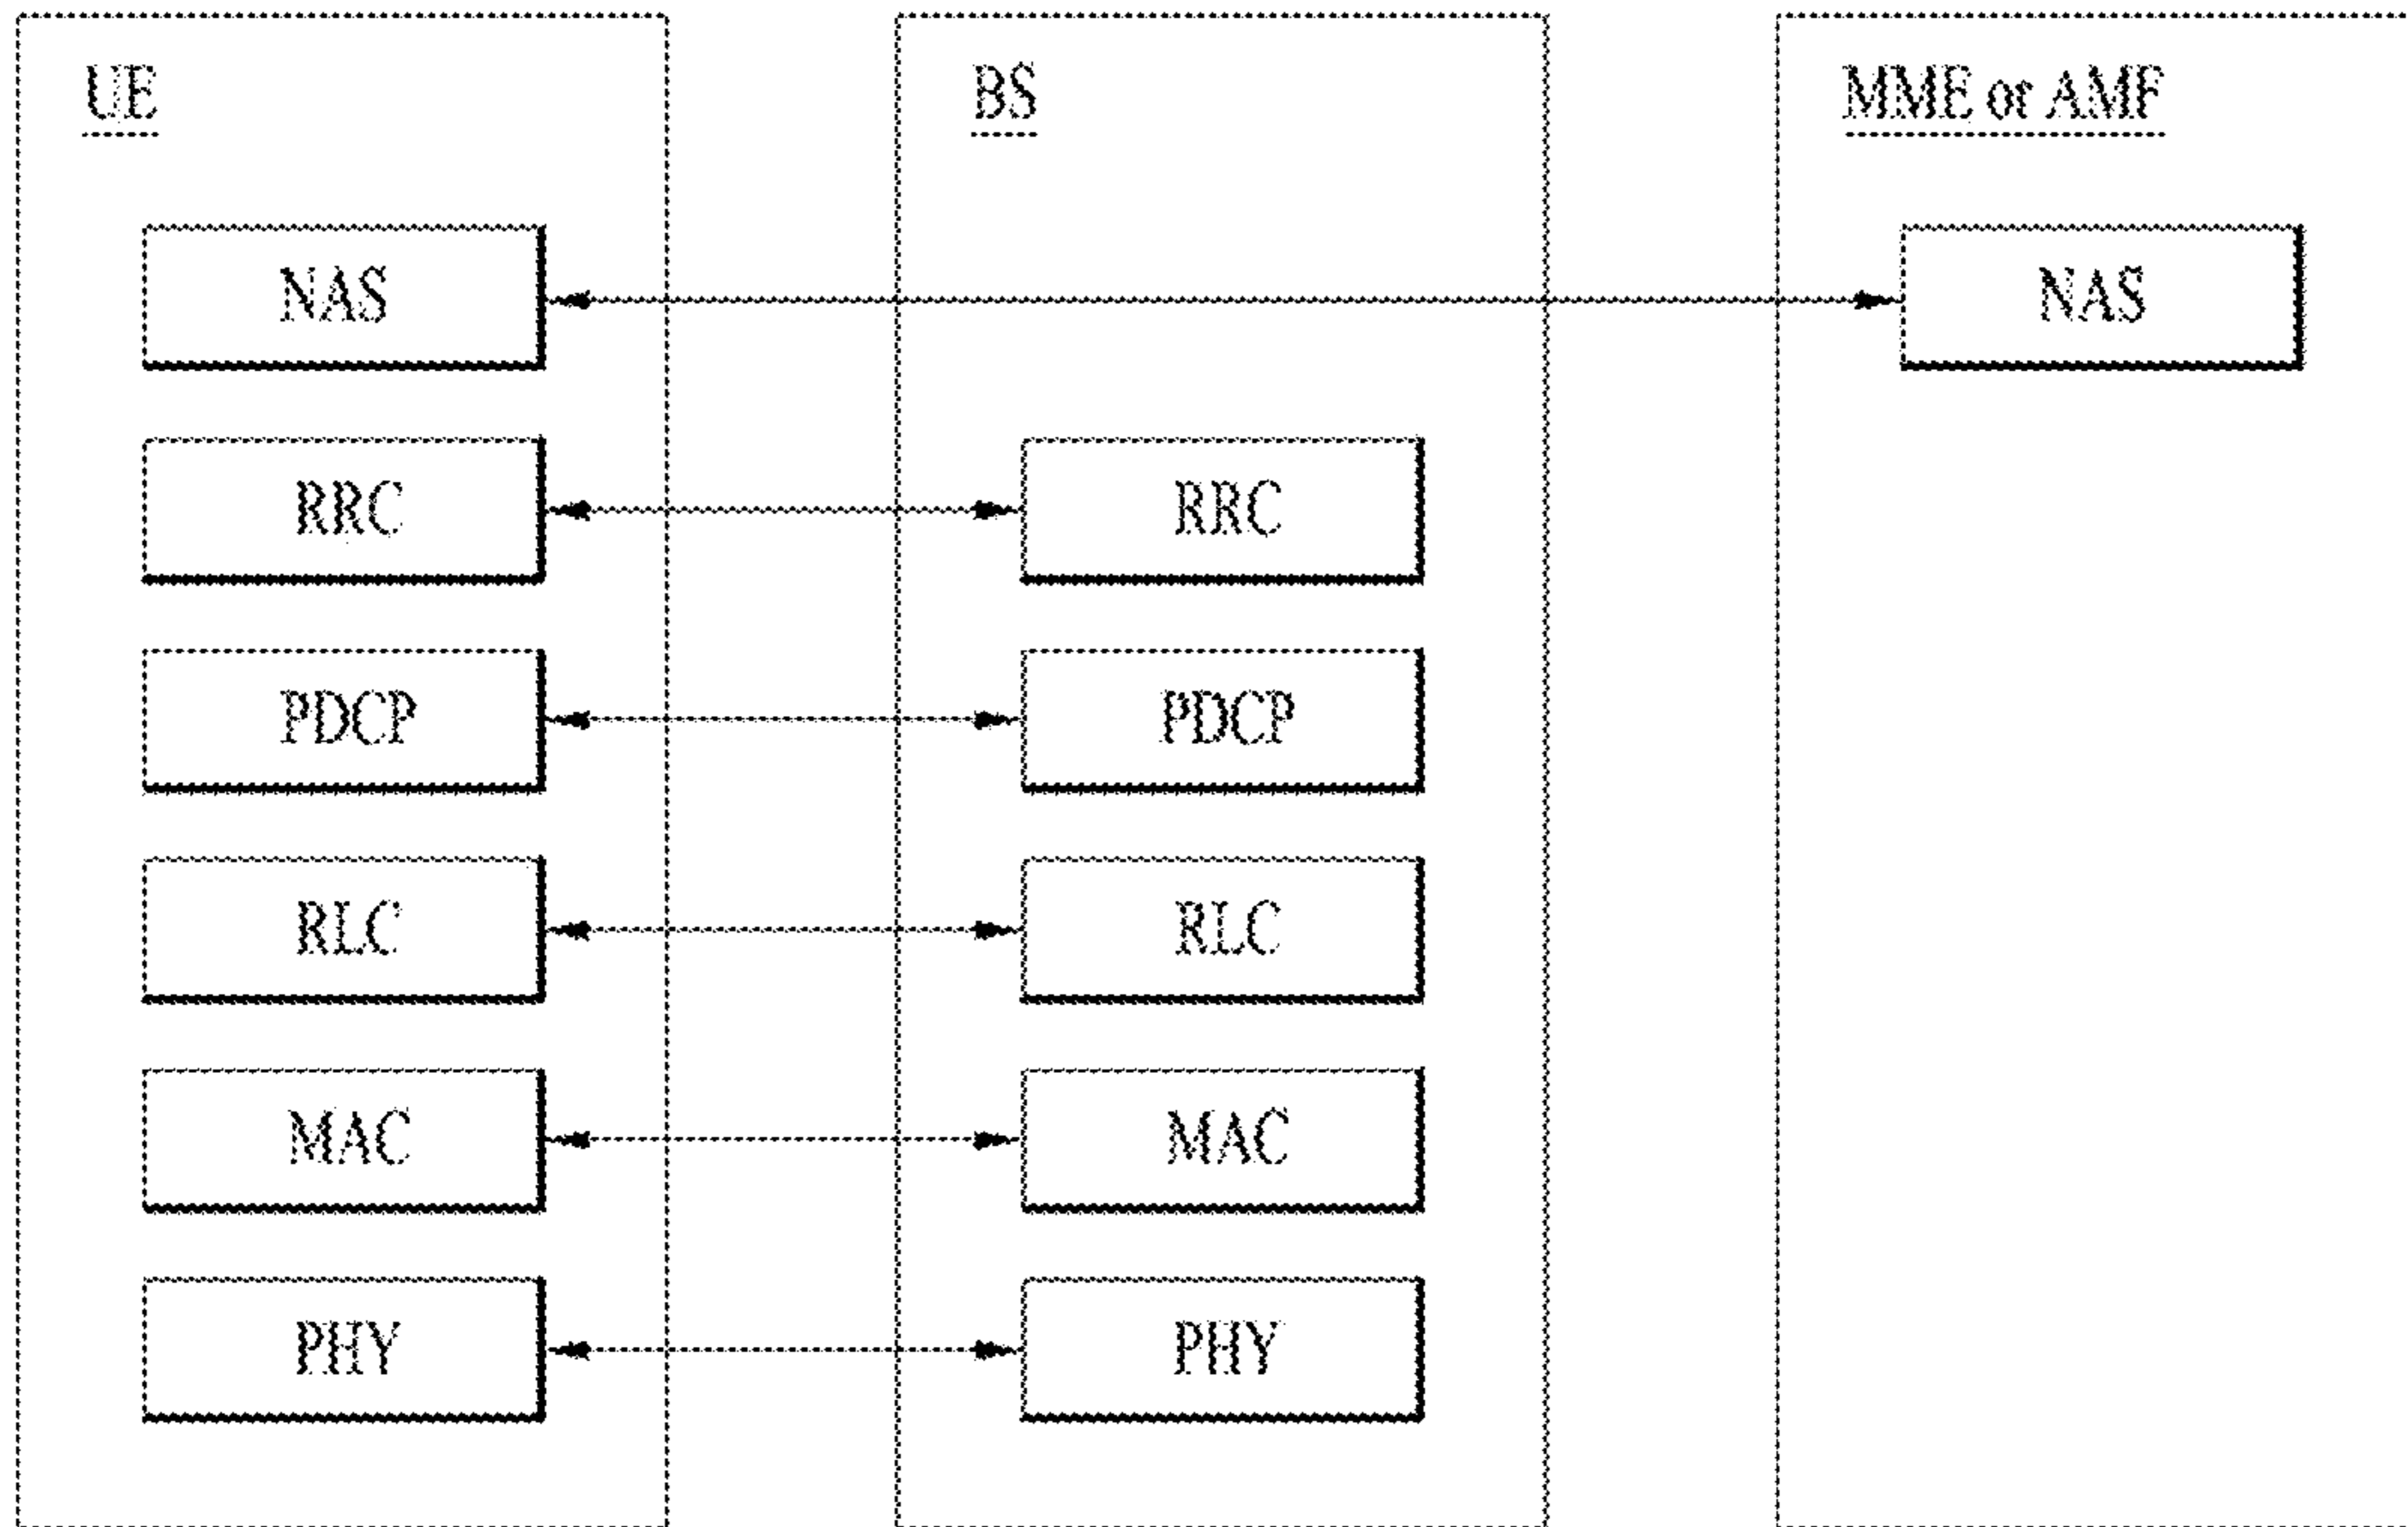 UE
BS
MME or AMF
NAS
NAS
RRC
RRC
PDCP
PDCP
RLC
RLC
MAC
MAC
PHY
PHY